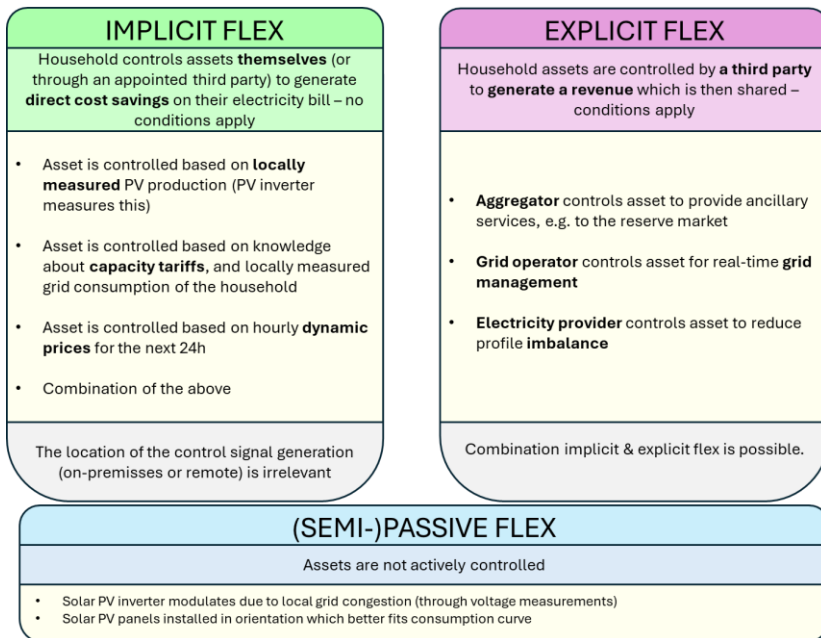 IMPLICIT FLEX
Household controls assets themselves (or
through an appointed third party) to generate
direct cost savings on their electricity bill – no
conditions apply
• Asset is controlled based on locally
measured PV production (PV inverter
measures this)
• Asset is controlled based on knowledge
about capacity tariffs, and locally measured
grid consumption of the household
• Asset is controlled based on hourly dynamic
prices for the next 24h
• Combination of the above
The location of the control signal generation
(on-premisses or remote) is irrelevant
EXPLICIT FLEX
Household assets are controlled by a third party
to generate a revenue which is then shared –
conditions apply
• Aggregator controls asset to provide ancillary
services, e.g. to the reserve market
• Grid operator controls asset for real-time grid
management
• Electricity provider controls asset to reduce
profile imbalance
Combination implicit & explicit flex is possible.
(SEMI-)PASSIVE FLEX
Assets are not actively controlled
• Solar PV inverter modulates due to local grid congestion (through voltage measurements)
• Solar PV panels installed in orientation which better fits consumption curve